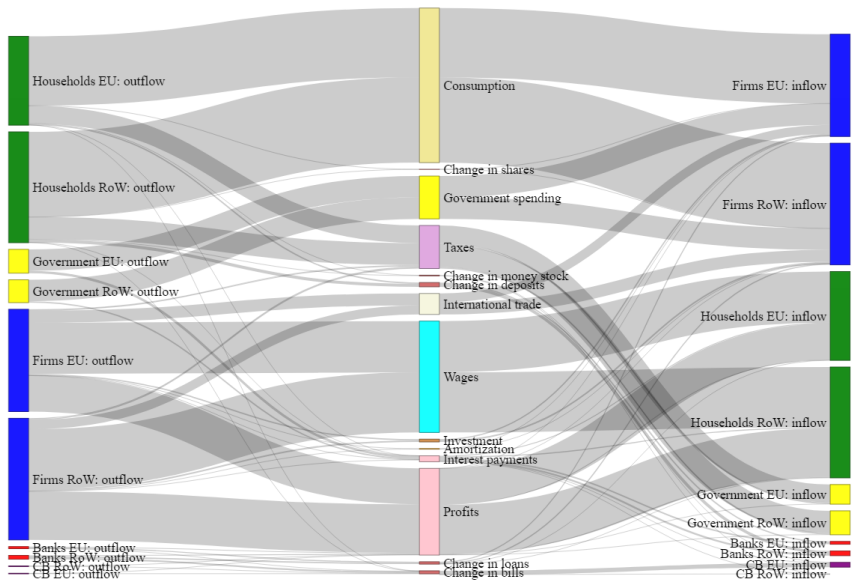 Households EU: outflow
Households RoW: outflow
Government EU: outflow
Government RoW: outflow
Firms EU: outflow
Firms RoW: outflow
Banks EU: outflow
Banks RoW: outflow
CB RoW: outflow
CB EU: outflow
Consumption
Change in shares
Government spending
Taxes
Change in money stock
Change in deposits
International trade
Wages
Investment
Amortization
Interest payments
Profits
Change in loans
Change in bills
Firms EU: inflow
Firms RoW: inflow
Households EU: inflow
Households RoW: inflow
Government EU: inflow
Government RoW: inflow
Banks EU: inflow
Banks RoW: inflow
CB EU: inflow
CB RoW: inflow